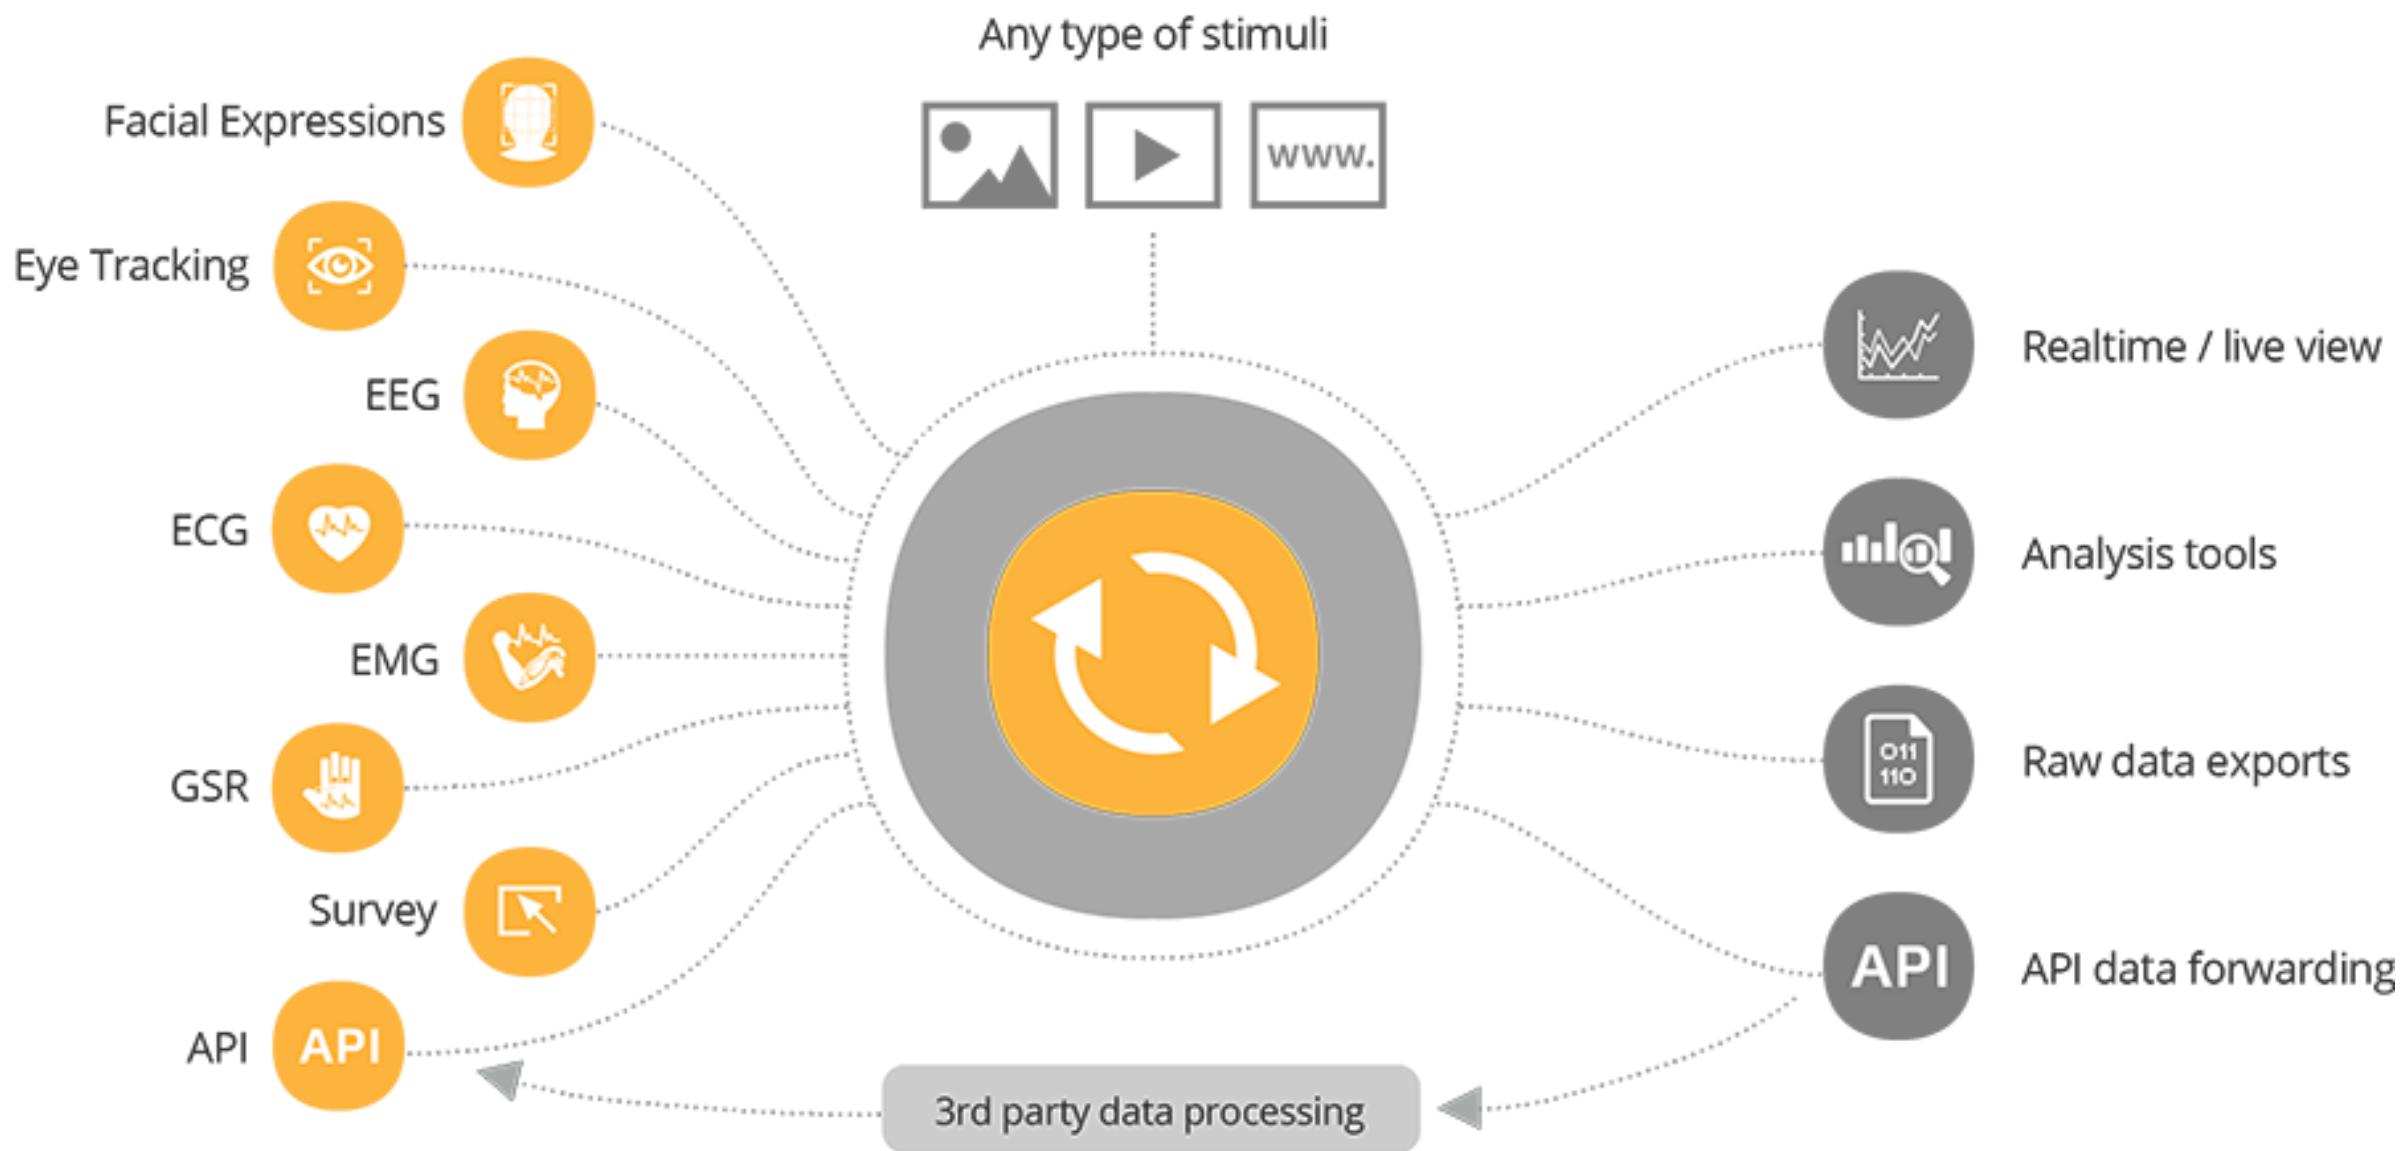 Any type of stimuli
www.
Facial Expressions
Eye Tracking
EEG
ECG
EMG
GSR
Survey
API
API
Realtime / live view
Analysis tools
011
110
Raw data exports
API
API data forwarding
3rd party data processing